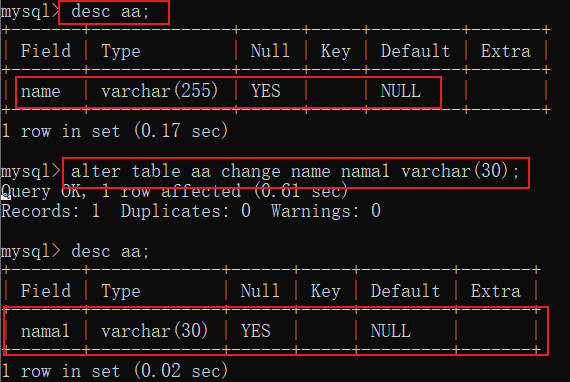 mysql> desc aa;
+-------+--------------+------+-----+---------+-------+
| Field | Type | Null | Key | Default | Extra |
+-------+--------------+------+-----+---------+-------+
| name | varchar(255) | YES | | NULL | |
+-------+--------------+------+-----+---------+-------+
1 row in set (0.17 sec)
mysql> alter table aa change name nama1 varchar(30);
Query OK, 1 row affected (0.61 sec)
Records: 1 Duplicates: 0 Warnings: 0
mysql> desc aa;
+-------+-------------+------+-----+---------+-------+
| Field | Type | Null | Key | Default | Extra |
+-------+-------------+------+-----+---------+-------+
| nama1 | varchar(30) | YES | | NULL | |
+-------+-------------+------+-----+---------+-------+
1 row in set (0.02 sec)